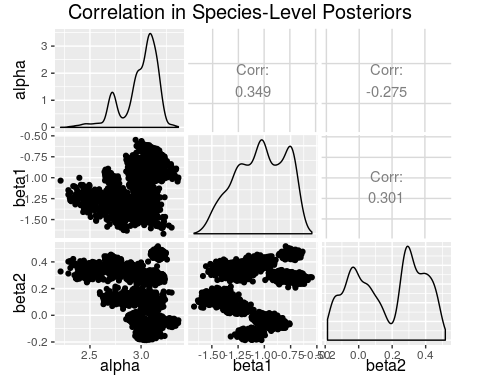 Correlation in Species-Level Posteriors
alpha
3
2
1
0
Corr:
0.349
Corr:
-0.275
beta1
-0.50
-0.75
-1.00
-1.25
-1.50
Corr:
0.301
beta2
0.4
0.2
0.0
-0.2
2.5 3.0
-1.50 -1.25 -1.00 -0.75 -0.50
-0.2 0.0 0.2 0.4
alpha beta1 beta2